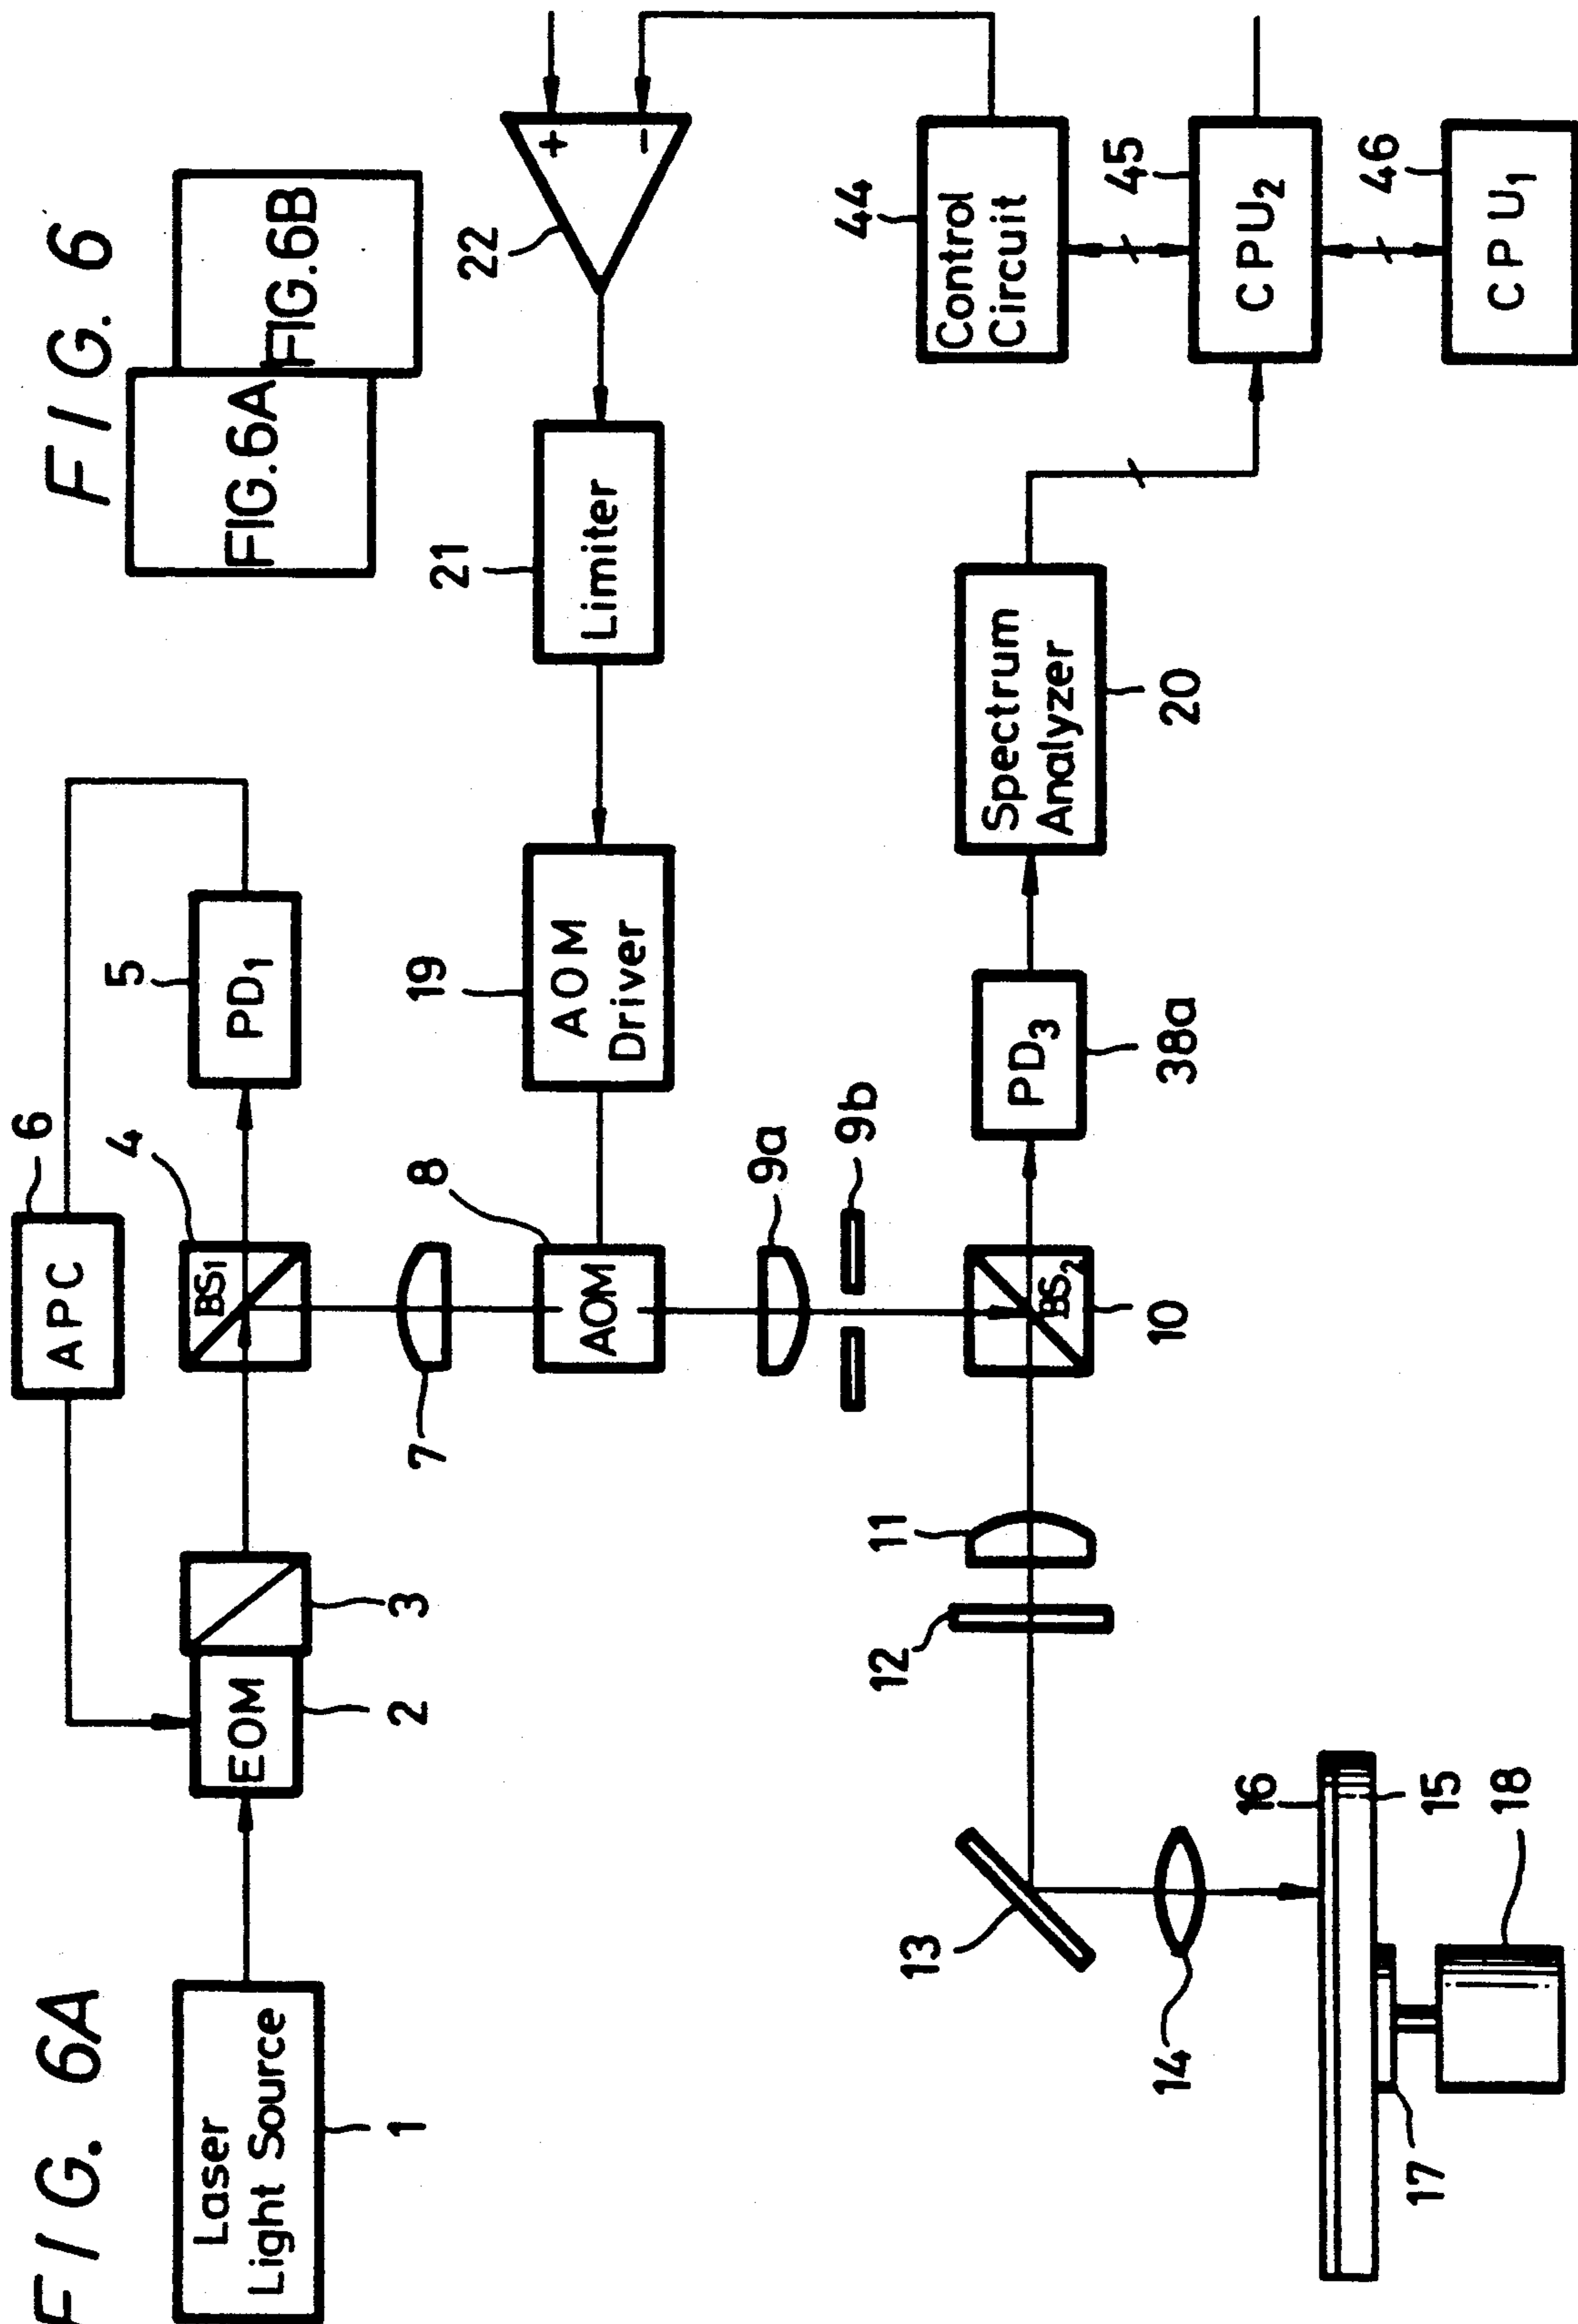 FIG. 6A
FIG. 6
FIG.6A
FIG.6B
Laser
Light Source
1
EOM
2
3
APC
6
BS1
4
PD1
5
7
AOM
8
AOM
Driver
19
Limiter
21
22
+
-
9a
9b
BS2
10
PD3
38a
Spectrum
Analyzer
20
Control
Circuit
44
CPU2
45
CPU1
46
11
12
13
14
16
15
17
18